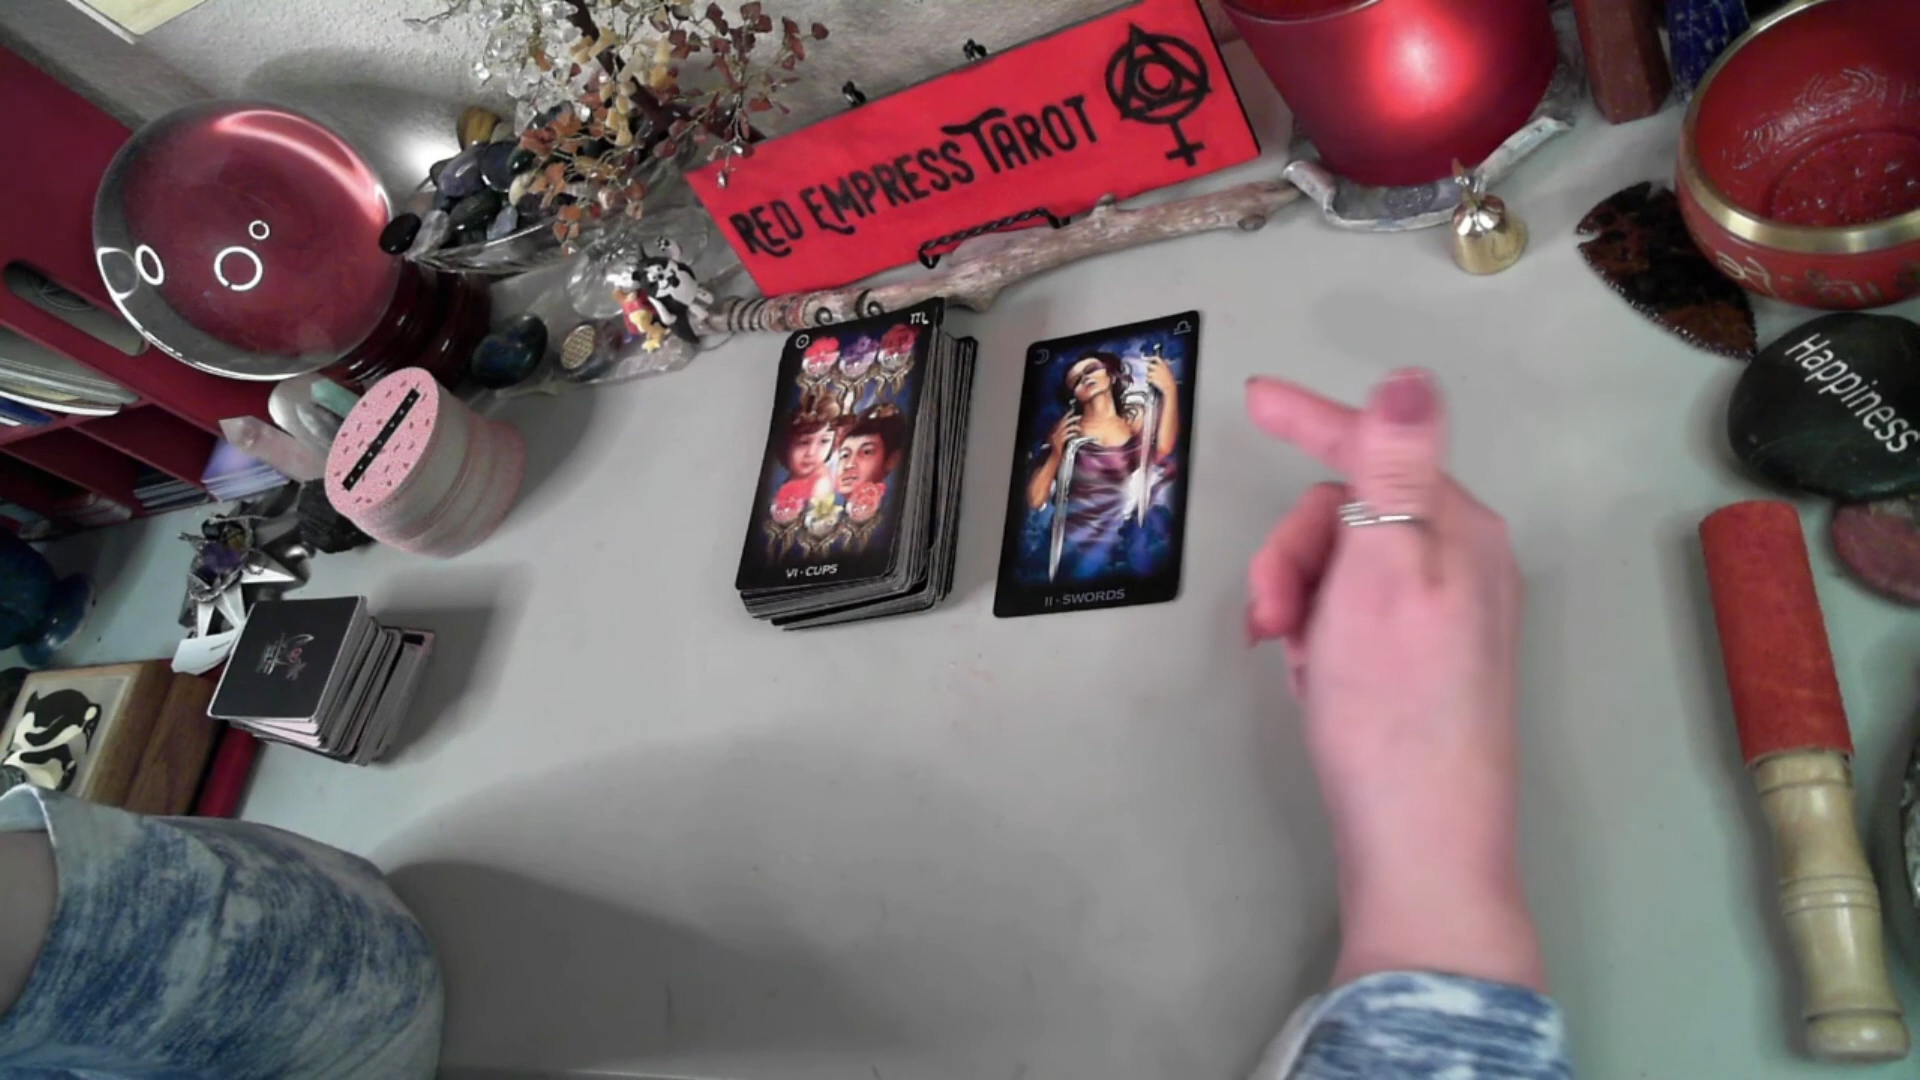 RED EMPRESS TAROT
VI · CUPS
II · SWORDS
Happiness